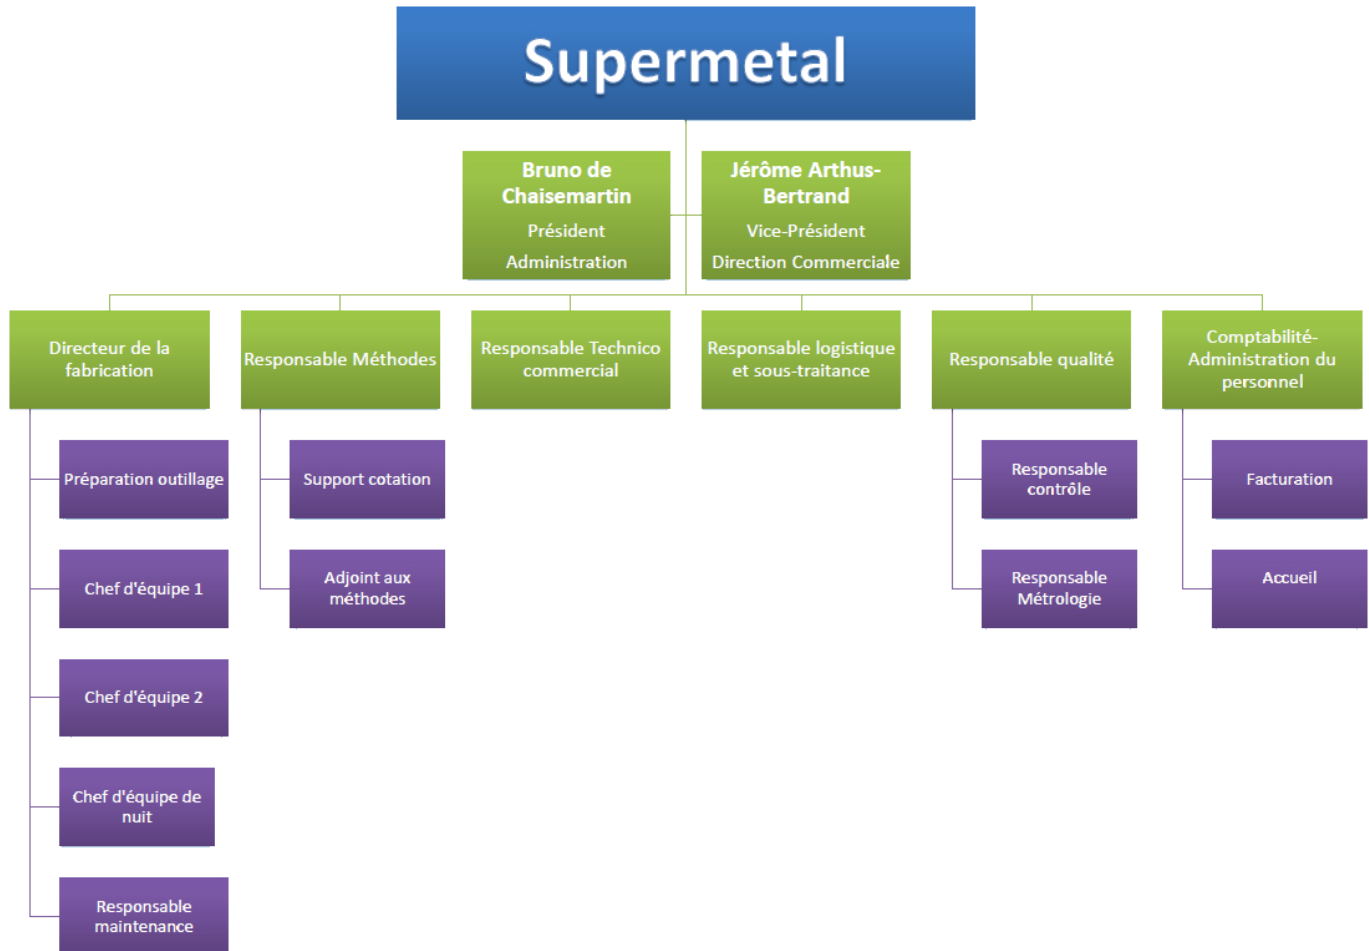 Supermetal
Bruno de
Chaisemartin
Président
Administration
Jérôme Arthus-
Bertrand
Vice-Président
Direction Commerciale
Directeur de la
fabrication
Responsable Méthodes
Responsable Technico
commercial
Responsable logistique
et sous-traitance
Responsable qualité
Comptabilité-
Administration du
personnel
Préparation outillage
Chef d'équipe 1
Chef d'équipe 2
Chef d'équipe de
nuit
Responsable
maintenance
Support cotation
Adjoint aux
méthodes
Responsable
contrôle
Responsable
Métrologie
Facturation
Accueil